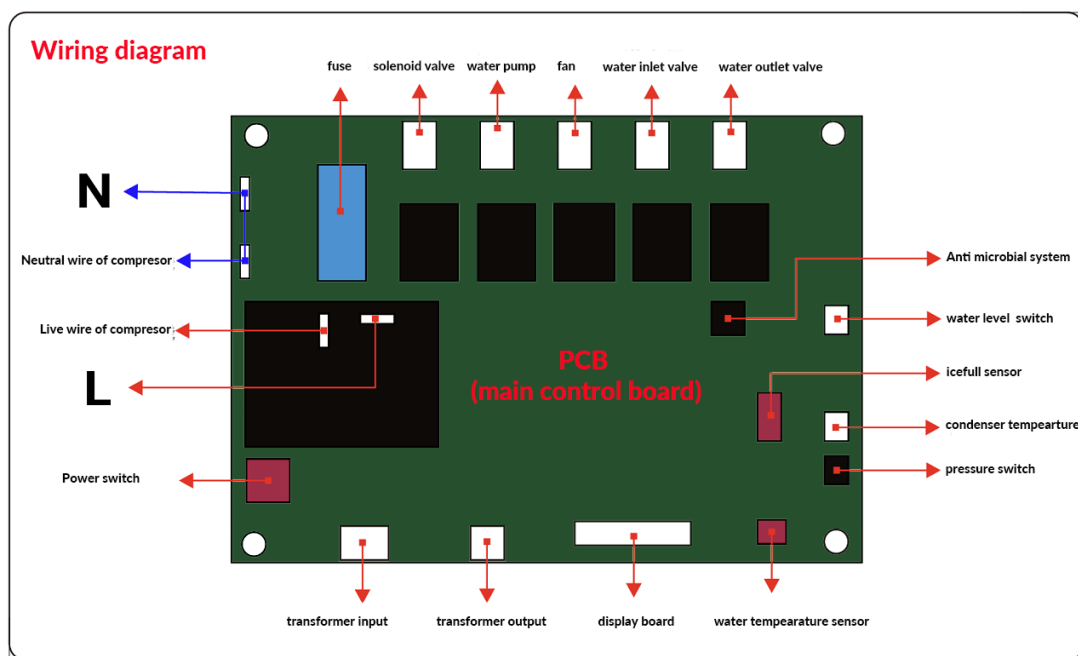 Wiring diagram
fuse
solenoid valve
water pump
fan
water inlet valve
water outlet valve
N
Neutral wire of compresor
Live wire of compresor
L
Power switch
PCB
(main control board)
Anti microbial system
water level switch
icefull sensor
condenser tempearture
pressure switch
transformer input
transformer output
display board
water tempearature sensor